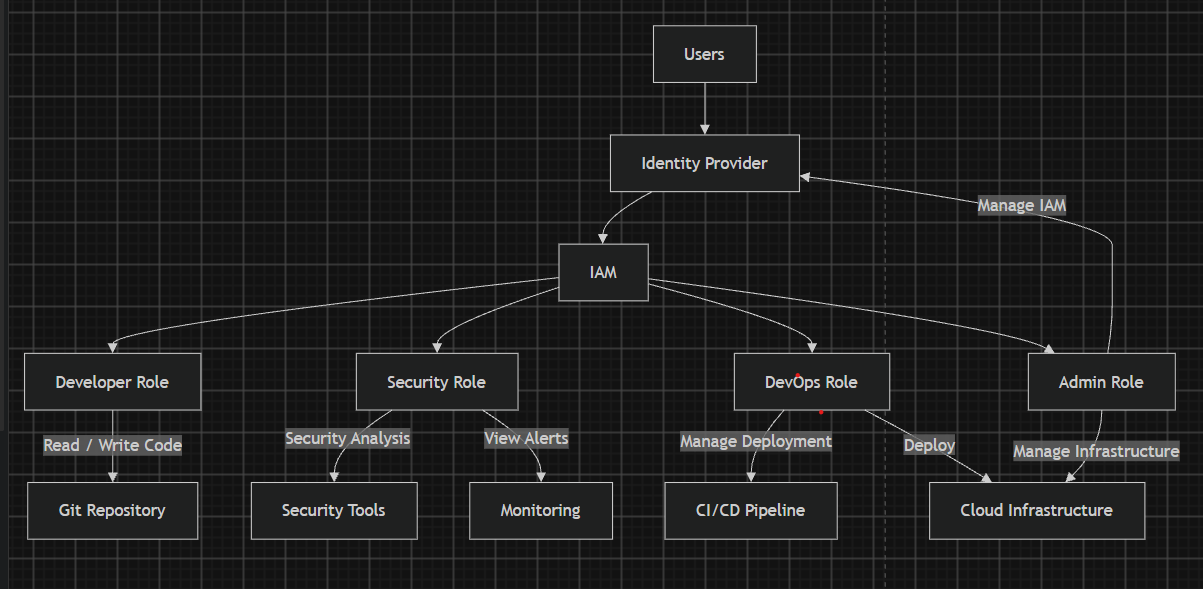 Users
Identity Provider
Manage IAM
IAM
Developer Role
Security Role
DevOps Role
Admin Role
Read / Write Code
Security Analysis
View Alerts
Manage Deployment
Deploy
Manage Infrastructure
Git Repository
Security Tools
Monitoring
CI/CD Pipeline
Cloud Infrastructure